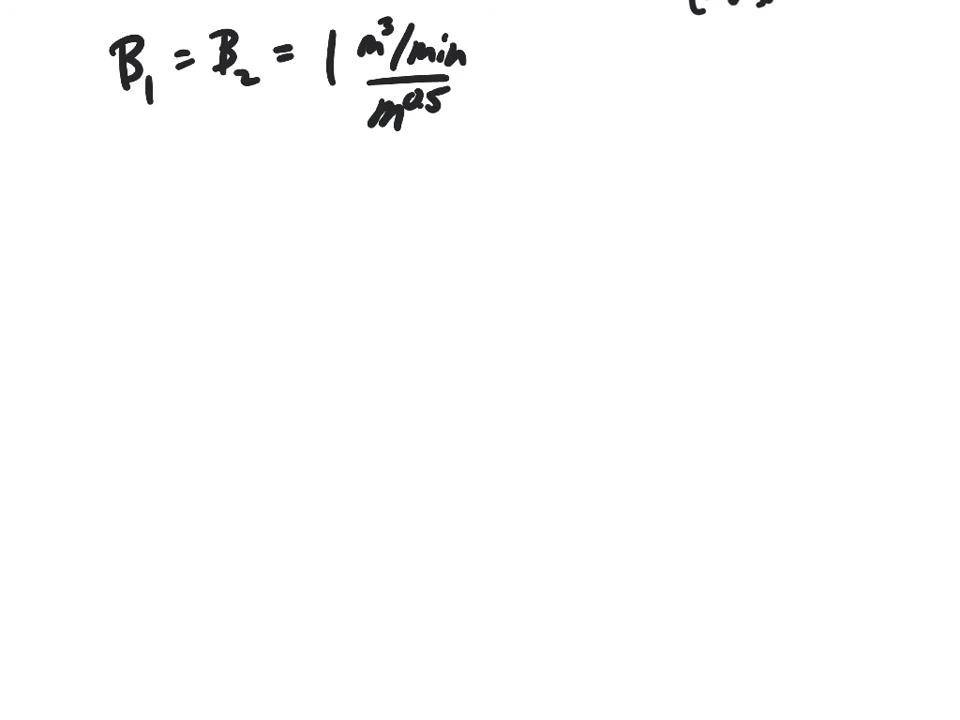 B₁ = B₂ = 1 m³/min / m^0.5